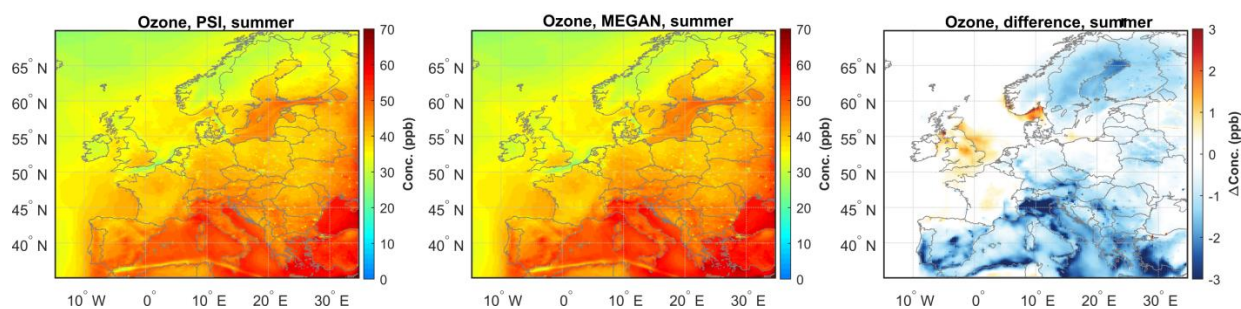 Ozone, PSI, summer
65° N
60° N
55° N
50° N
45° N
40° N
10° W
0°
10° E
20° E
30° E
70
60
50
40
30
20
10
0
Conc. (ppb)
Ozone, MEGAN, summer
65° N
60° N
55° N
50° N
45° N
40° N
10° W
0°
10° E
20° E
30° E
70
60
50
40
30
20
10
0
Conc. (ppb)
Ozone, difference, summer
65° N
60° N
55° N
50° N
45° N
40° N
10° W
0°
10° E
20° E
30° E
3
2
1
0
-1
-2
-3
ΔConc. (ppb)